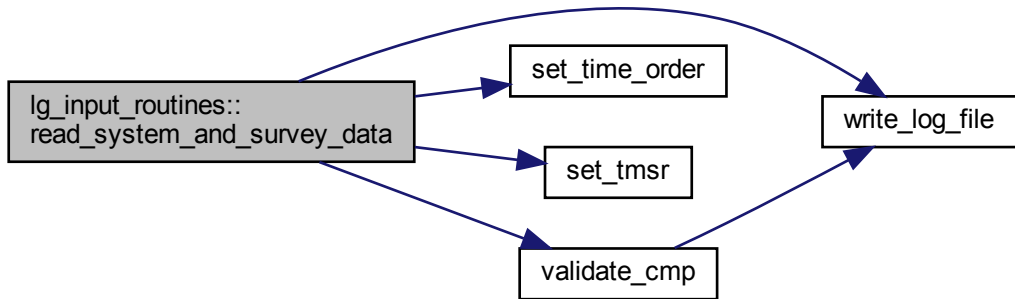 lg_input_routines::
read_system_and_survey_data
set_time_order
write_log_file
set_tmsr
validate_cmp